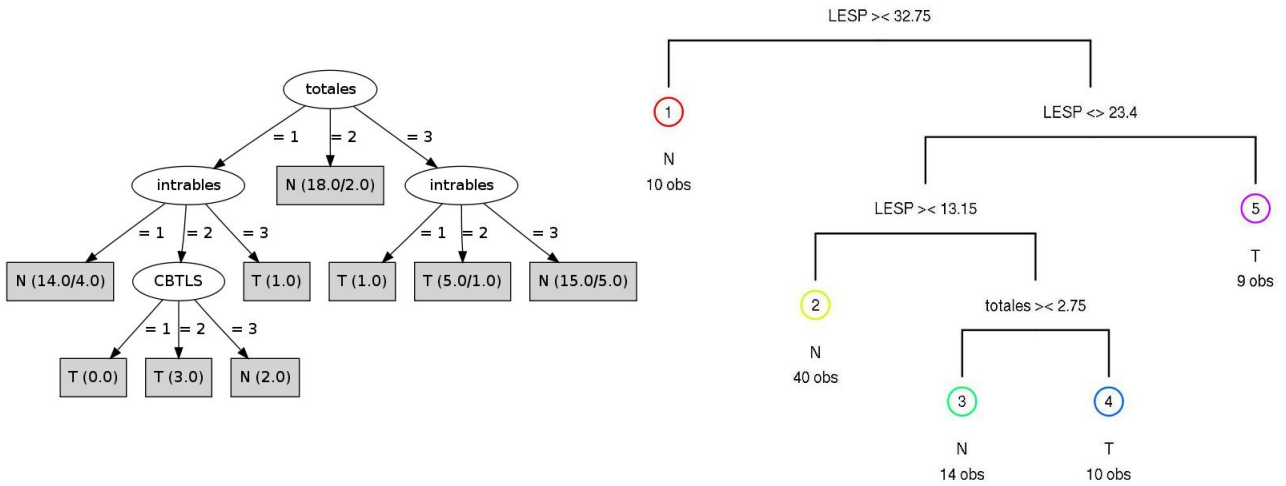 totales
= 1
= 2
= 3
intrables
N (18.0/2.0)
intrables
= 1
= 2
= 3
= 1
= 2
= 3
N (14.0/4.0)
CBTLS
T (1.0)
T (1.0)
T (5.0/1.0)
N (15.0/5.0)
= 1
= 2
= 3
T (0.0)
T (3.0)
N (2.0)
LESP >< 32.75
1
N
10 obs
LESP <> 23.4
LESP >< 13.15
5
T
9 obs
2
N
40 obs
totales >< 2.75
3
N
14 obs
4
T
10 obs